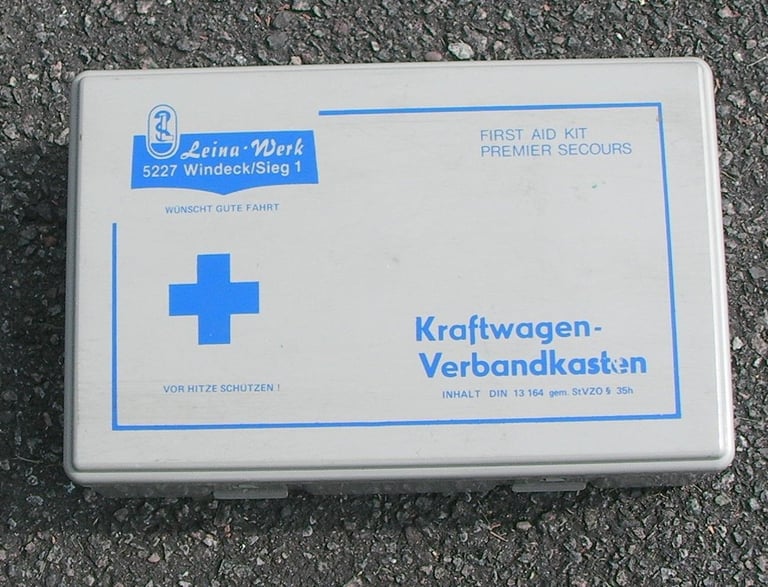 Leina-Werk
5227 Windeck/Sieg 1
WÜNSCHT GUTE FAHRT
FIRST AID KIT
PREMIER SECOURS
VOR HITZE SCHÜTZEN!
Kraftwagen-
Verbandkasten
INHALT DIN 13 164 gem. StVZO § 35h